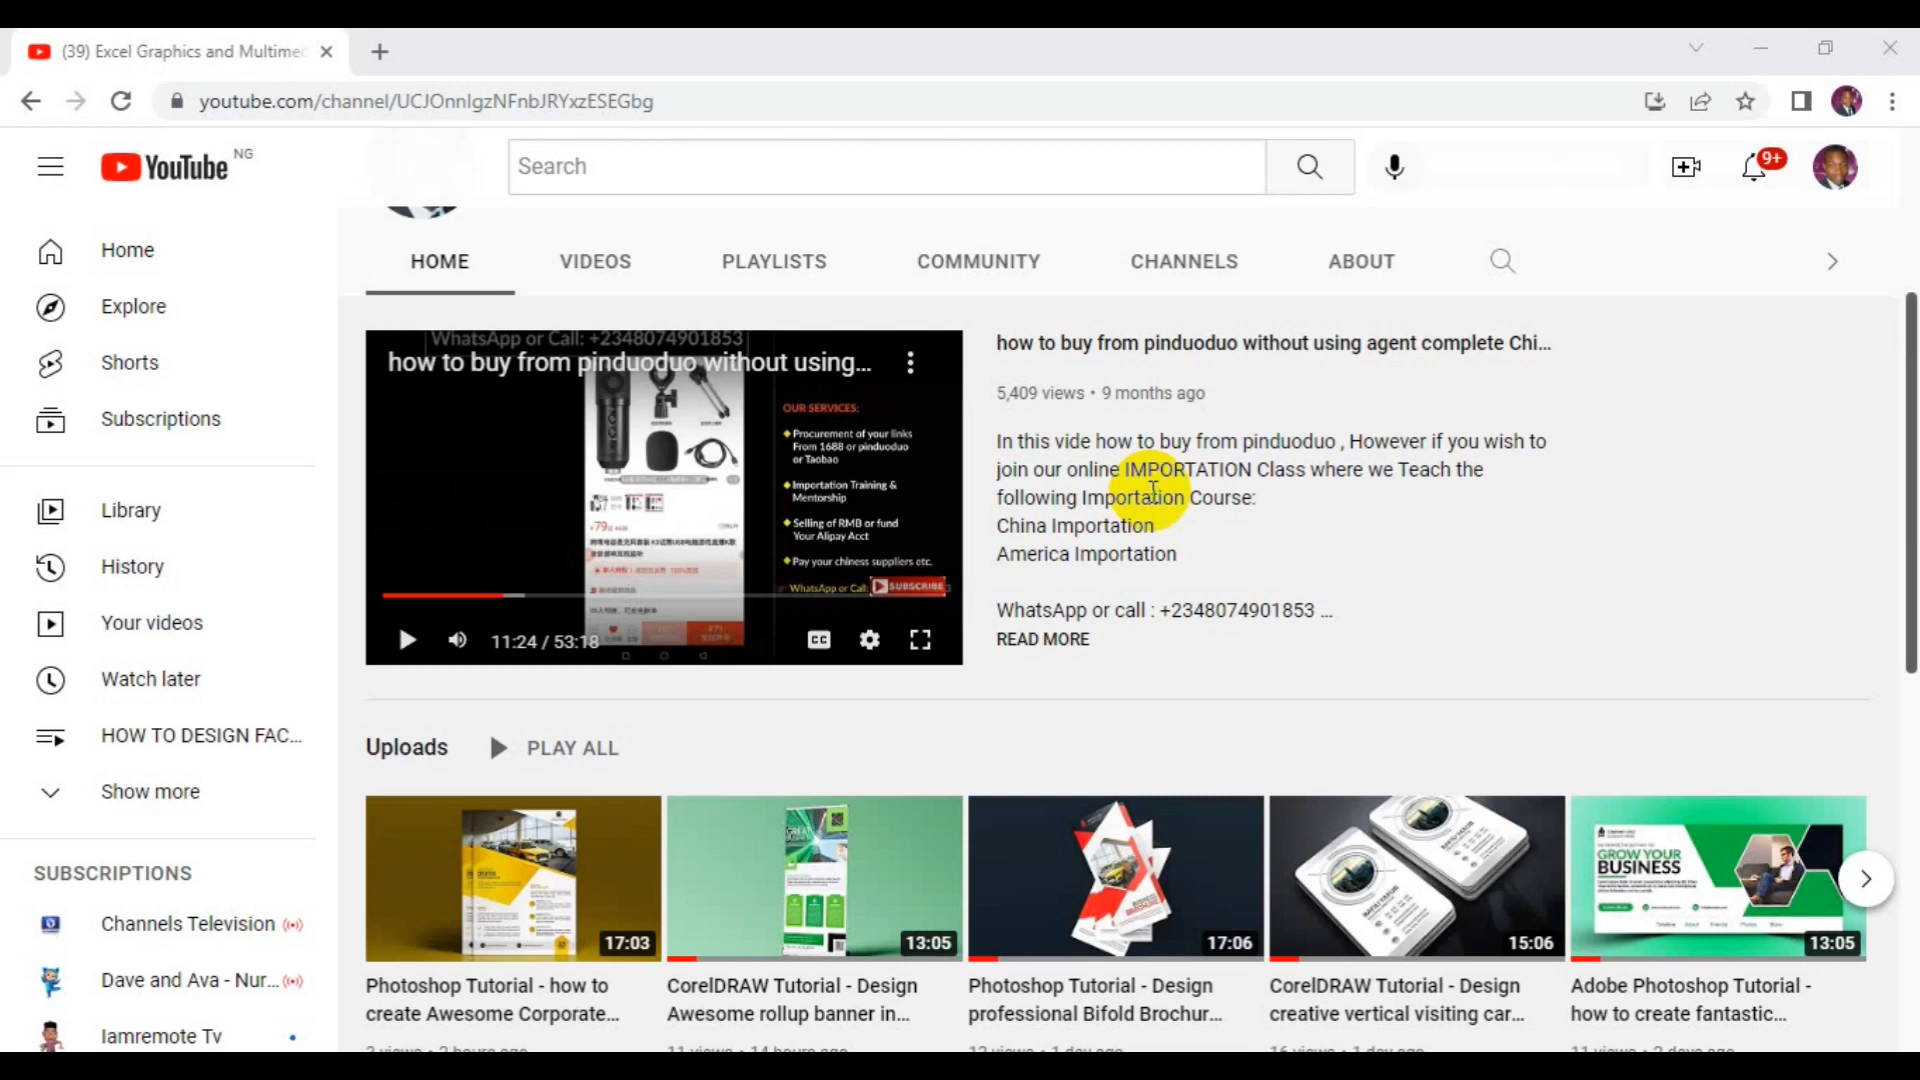 (39) Excel Graphics and Multime
youtube.com/channel/UCJOnnIgzNFnbJRYxzESEGbg
YouTube NG
Search
9+
Home
Explore
Shorts
Subscriptions
Library
History
Your videos
Watch later
HOW TO DESIGN FAC...
Show more
SUBSCRIPTIONS
Channels Television
Dave and Ava - Nur...
Iamremote Tv
HOME
VIDEOS
PLAYLISTS
COMMUNITY
CHANNELS
ABOUT
WhatsApp or Call: +2348074901853
how to buy from pinduoduo without using...
OUR SERVICES:
Procurement of your links
From 1688 or pinduoduo
or Taobao
Importation Training &
Mentorship
Selling of RMB or fund
Your Alipay Acct
Pay your chiness suppliers etc.
WhatsApp or Call:
SUBSCRIBE
11:24 / 53:18
CC
how to buy from pinduoduo without using agent complete Chi...
5,409 views • 9 months ago
In this vide how to buy from pinduoduo , However if you wish to
join our online IMPORTATION Class where we Teach the
following Importation Course:
China Importation
America Importation
WhatsApp or call : +2348074901853 ...
READ MORE
Uploads
PLAY ALL
17:03
13:05
17:06
15:06
GROW YOUR
BUSINESS
13:05
Photoshop Tutorial - how to
create Awesome Corporate...
CorelDRAW Tutorial - Design
Awesome rollup banner in...
Photoshop Tutorial - Design
professional Bifold Brochur...
CorelDRAW Tutorial - Design
creative vertical visiting car...
Adobe Photoshop Tutorial -
how to create fantastic...